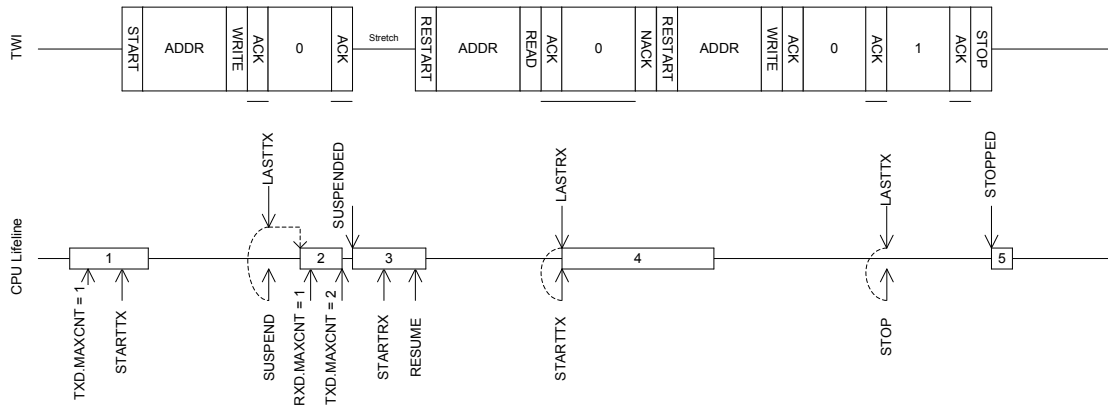 TWI
START
ADDR
WRITE
ACK
0
ACK
Stretch
RESTART
ADDR
READ
ACK
0
NACK
RESTART
ADDR
WRITE
ACK
0
ACK
1
ACK
STOP
CPU Lifeline
LASTTX
SUSPENDED
LASTRX
LASTTX
STOPPED
1
2
3
4
5
TXD.MAXCNT = 1
STARTTX
SUSPEND
RXD.MAXCNT = 1
TXD.MAXCNT = 2
STARTRX
RESUME
STARTTX
STOP